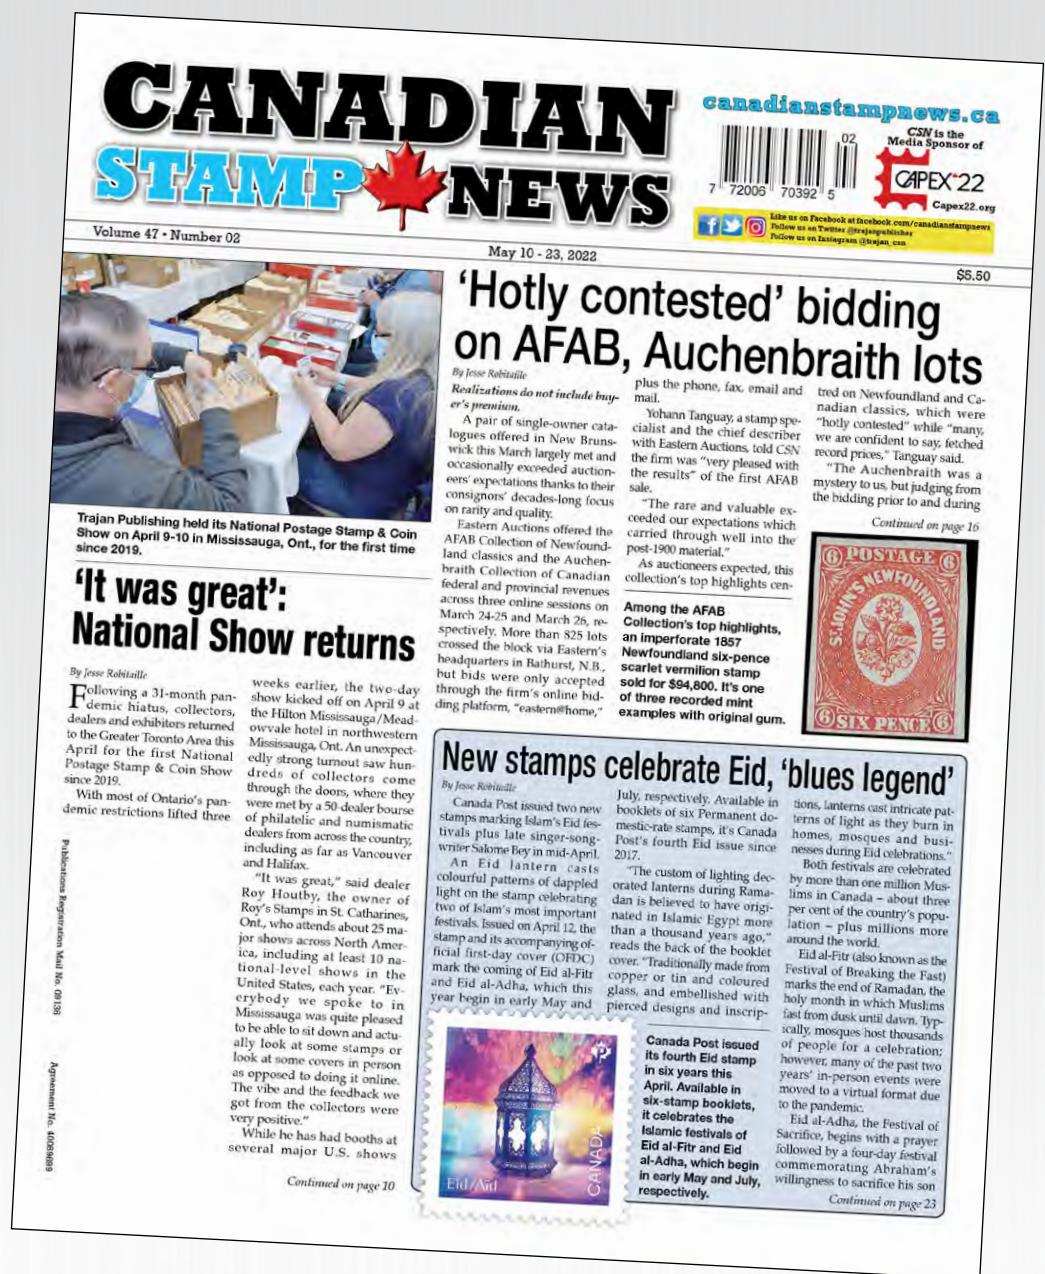 CANADIAN
STAMP NEWS
canadianstampnews.ca
02
7 72006 70392 5
CSN is the
Media Sponsor of
CAPEX 22
Capex22.org
Like us on Facebook at facebook.com/canadianstampnews
Follow us on Twitter @trajanpublisher
Follow us on Instagram @trajan_csn
Volume 47 • Number 02
May 10 - 23, 2022
$5.50
Trajan Publishing held its National Postage Stamp & Coin
Show on April 9-10 in Mississauga, Ont., for the first time
since 2019.
‘It was great’:
National Show returns
By Jesse Robitaille
Following a 31-month pan-
demic hiatus, collectors,
dealers and exhibitors returned
to the Greater Toronto Area this
April for the first National
Postage Stamp & Coin Show
since 2019.
With most of Ontario’s pan-
demic restrictions lifted three
weeks earlier, the two-day
show kicked off on April 9 at
the Hilton Mississauga/Mead-
owvale hotel in northwestern
Mississauga, Ont. An unexpect-
edly strong turnout saw hun-
dreds of collectors come
through the doors, where they
were met by a 50-dealer bourse
of philatelic and numismatic
dealers from across the country,
including as far as Vancouver
and Halifax.
“It was great,” said dealer
Roy Houtby, the owner of
Roy’s Stamps in St. Catharines,
Ont., who attends about 25 ma-
jor shows across North Amer-
ica, including at least 10 na-
tional-level shows in the
United States, each year. “Ev-
erybody we spoke to in
Mississauga was quite pleased
to be able to sit down and actu-
ally look at some stamps or
look at some covers in person
as opposed to doing it online.
The vibe and the feedback we
got from the collectors were
very positive.”
While he has had booths at
several major U.S. shows
Continued on page 10
‘Hotly contested’ bidding
on AFAB, Auchenbraith lots
By Jesse Robitaille
Realizations do not include buy-
er’s premium.
A pair of single-owner cata-
logues offered in New Bruns-
wick this March largely met and
occasionally exceeded auction-
eers’ expectations thanks to their
consignors’ decades-long focus
on rarity and quality.
Eastern Auctions offered the
AFAB Collection of Newfound-
land classics and the Auchen-
braith Collection of Canadian
federal and provincial revenues
across three online sessions on
March 24-25 and March 26, re-
spectively. More than 825 lots
crossed the block via Eastern’s
headquarters in Bathurst, N.B.,
but bids were only accepted
through the firm’s online bid-
ding platform, “eastern@home,”
plus the phone, fax, email and
mail.
Yohann Tanguay, a stamp spe-
cialist and the chief describer
with Eastern Auctions, told CSN
the firm was “very pleased with
the results” of the first AFAB
sale.
“The rare and valuable ex-
ceeded our expectations which
carried through well into the
post-1900 material.”
As auctioneers expected, this
collection’s top highlights cen-
tred on Newfoundland and Ca-
nadian classics, which were
“hotly contested” while “many,
we are confident to say, fetched
record prices,” Tanguay said.
“The Auchenbraith was a
mystery to us, but judging from
the bidding prior to and during
Continued on page 16
Among the AFAB
Collection’s top highlights,
an imperforate 1857
Newfoundland six-pence
scarlet vermilion stamp
sold for $94,800. It’s one
of three recorded mint
examples with original gum.
6 POSTAGE 6
ST. JOHN'S NEWFOUNDLAND
6 SIX PENCE 6
New stamps celebrate Eid, ‘blues legend’
By Jesse Robitaille
Canada Post issued two new
stamps marking Islam’s Eid fes-
tivals plus late singer-song-
writer Salome Bey in mid-April.
An Eid lantern casts
colourful patterns of dappled
light on the stamp celebrating
two of Islam’s most important
festivals. Issued on April 12, the
stamp and its accompanying of-
ficial first-day cover (OFDC)
mark the coming of Eid al-Fitr
and Eid al-Adha, which this
year begin in early May and
July, respectively. Available in
booklets of six Permanent do-
mestic-rate stamps, it’s Canada
Post’s fourth Eid issue since
2017.
“The custom of lighting dec-
orated lanterns during Rama-
dan is believed to have origi-
nated in Islamic Egypt more
than a thousand years ago,”
reads the back of the booklet
cover. “Traditionally made from
copper or tin and coloured
glass, and embellished with
pierced designs and inscrip-
tions, lanterns cast intricate pat-
terns of light as they burn in
homes, mosques and busi-
nesses during Eid celebrations.”
Both festivals are celebrated
by more than one million Mus-
lims in Canada – about three
per cent of the country’s popu-
lation – plus millions more
around the world.
Eid al-Fitr (also known as the
Festival of Breaking the Fast)
marks the end of Ramadan, the
holy month in which Muslims
fast from dusk until dawn. Typ-
ically, mosques host thousands
of people for a celebration;
however, many of the past two
years’ in-person events were
moved to a virtual format due
to the pandemic.
Eid al-Adha, the Festival of
Sacrifice, begins with a prayer
followed by a four-day festival
commemorating Abraham’s
willingness to sacrifice his son
Continued on page 23
Canada Post issued
its fourth Eid stamp
in six years this
April. Available in
six-stamp booklets,
it celebrates the
Islamic festivals of
Eid al-Fitr and Eid
al-Adha, which begin
in early May and July,
respectively.
P
Eid/Aïd
CANADA
Publications Registration Mail No. 09136
Agreement No. 40069699